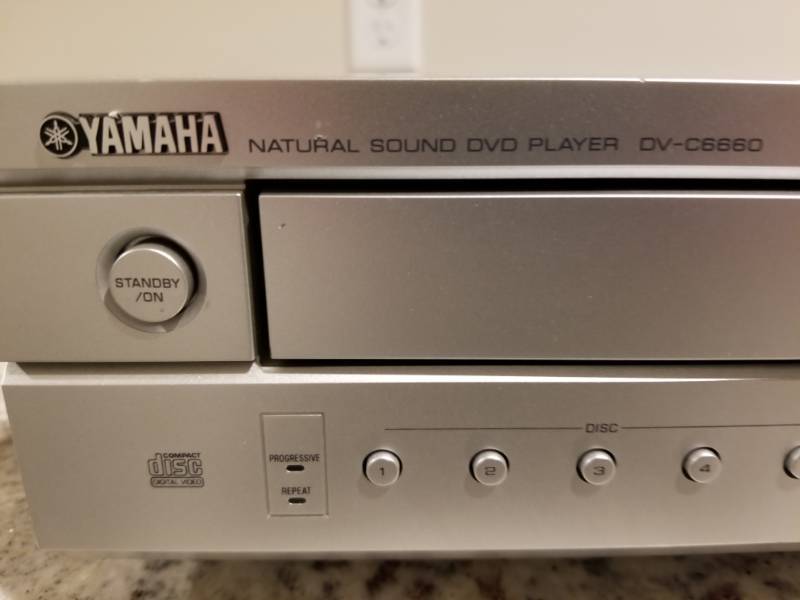 YAMAHA NATURAL SOUND DVD PLAYER DV-C6660
STANDBY
/ON
DISC
COMPACT
disc
DIGITAL VIDEO
PROGRESSIVE
REPEAT
1 2 3 4